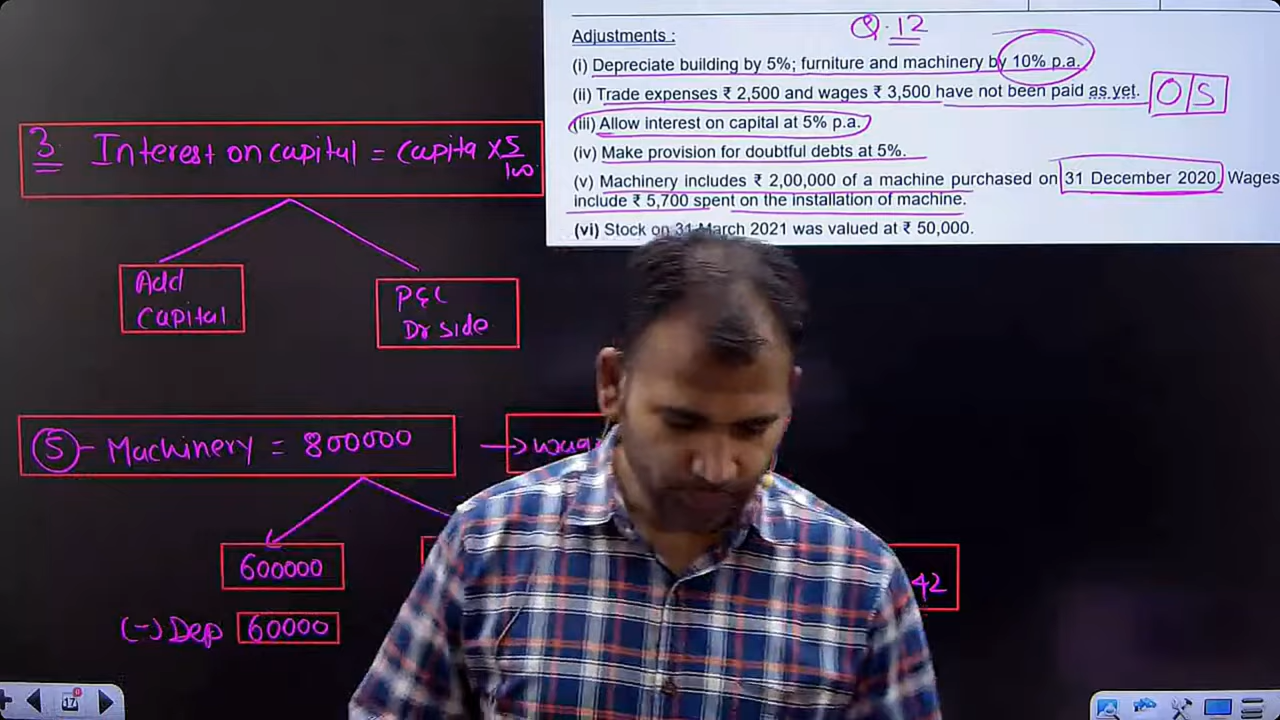 Q.12
Adjustments :
(i) Depreciate building by 5%; furniture and machinery by 10% p.a.
(ii) Trade expenses ₹ 2,500 and wages ₹ 3,500 have not been paid as yet.
O/S
(iii) Allow interest on capital at 5% p.a.
(iv) Make provision for doubtful debts at 5%.
(v) Machinery includes ₹ 2,00,000 of a machine purchased on 31 December 2020. Wages
include ₹ 5,700 spent on the installation of machine.
(vi) Stock on 31 March 2021 was valued at ₹ 50,000.
3 Interest on capital = Capita × 5/100
Add
Capital
P&L
Dr side
5 - Machinery = 800000
600000
42
(-) Dep 60000
17